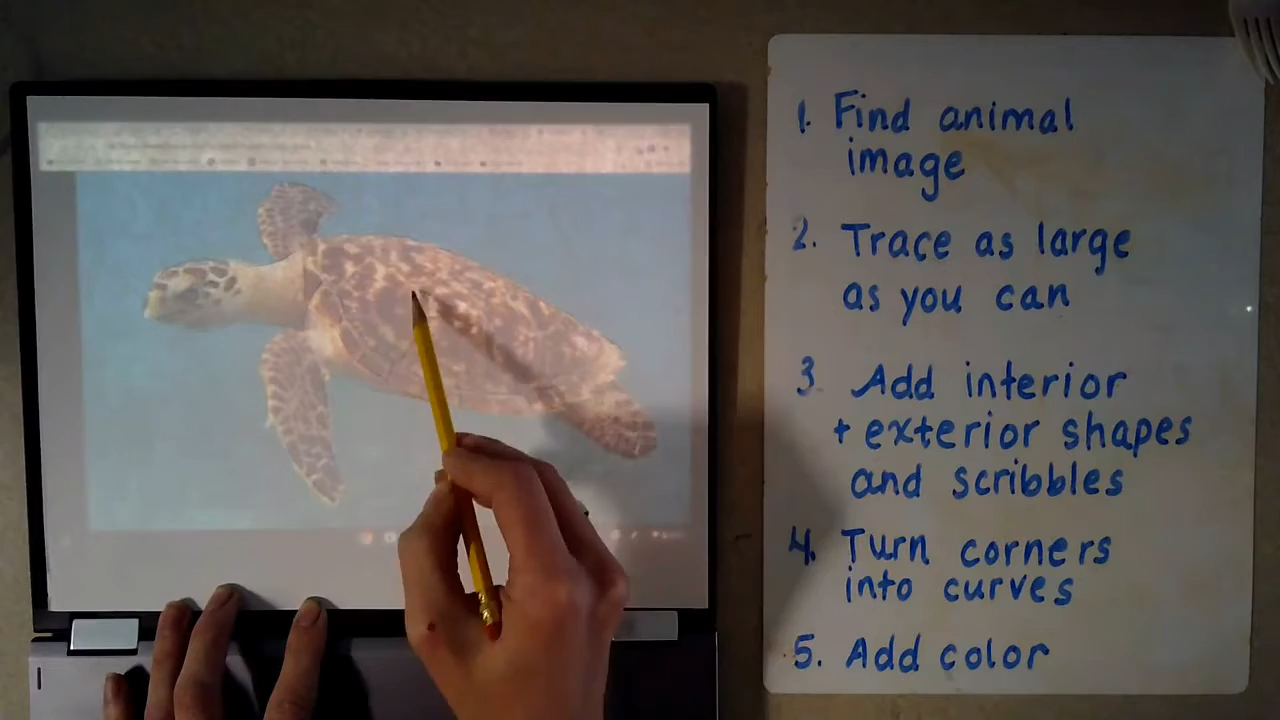 1. Find animal
image
2. Trace as large
as you can
3 Add interior
+ exterior shapes
and scribbles
4. Turn corners
into curves
5. Add color